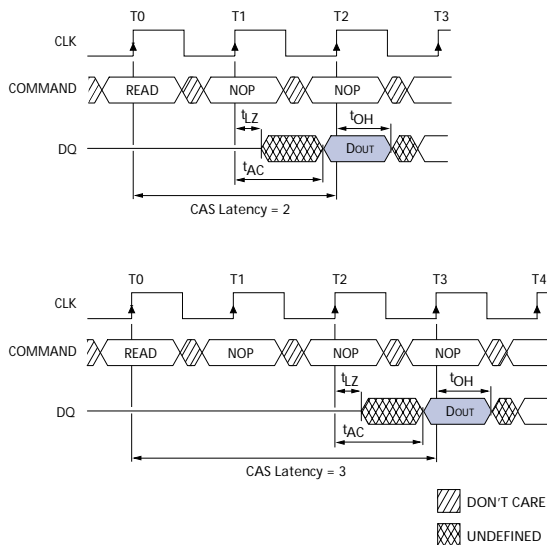 T0 T1 T2 T3
CLK
COMMAND READ NOP NOP
tLZ tOH
DQ DOUT
tAC
CAS Latency = 2
T0 T1 T2 T3 T4
CLK
COMMAND READ NOP NOP NOP
tLZ tOH
DQ DOUT
tAC
CAS Latency = 3
DON'T CARE
UNDEFINED